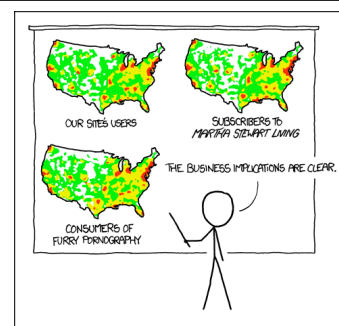 OUR SITE'S USERS
SUBSCRIBERS TO
MARTHA STEWART LIVING
CONSUMERS OF
FURRY PORNOGRAPHY
THE BUSINESS IMPLICATIONS ARE CLEAR.